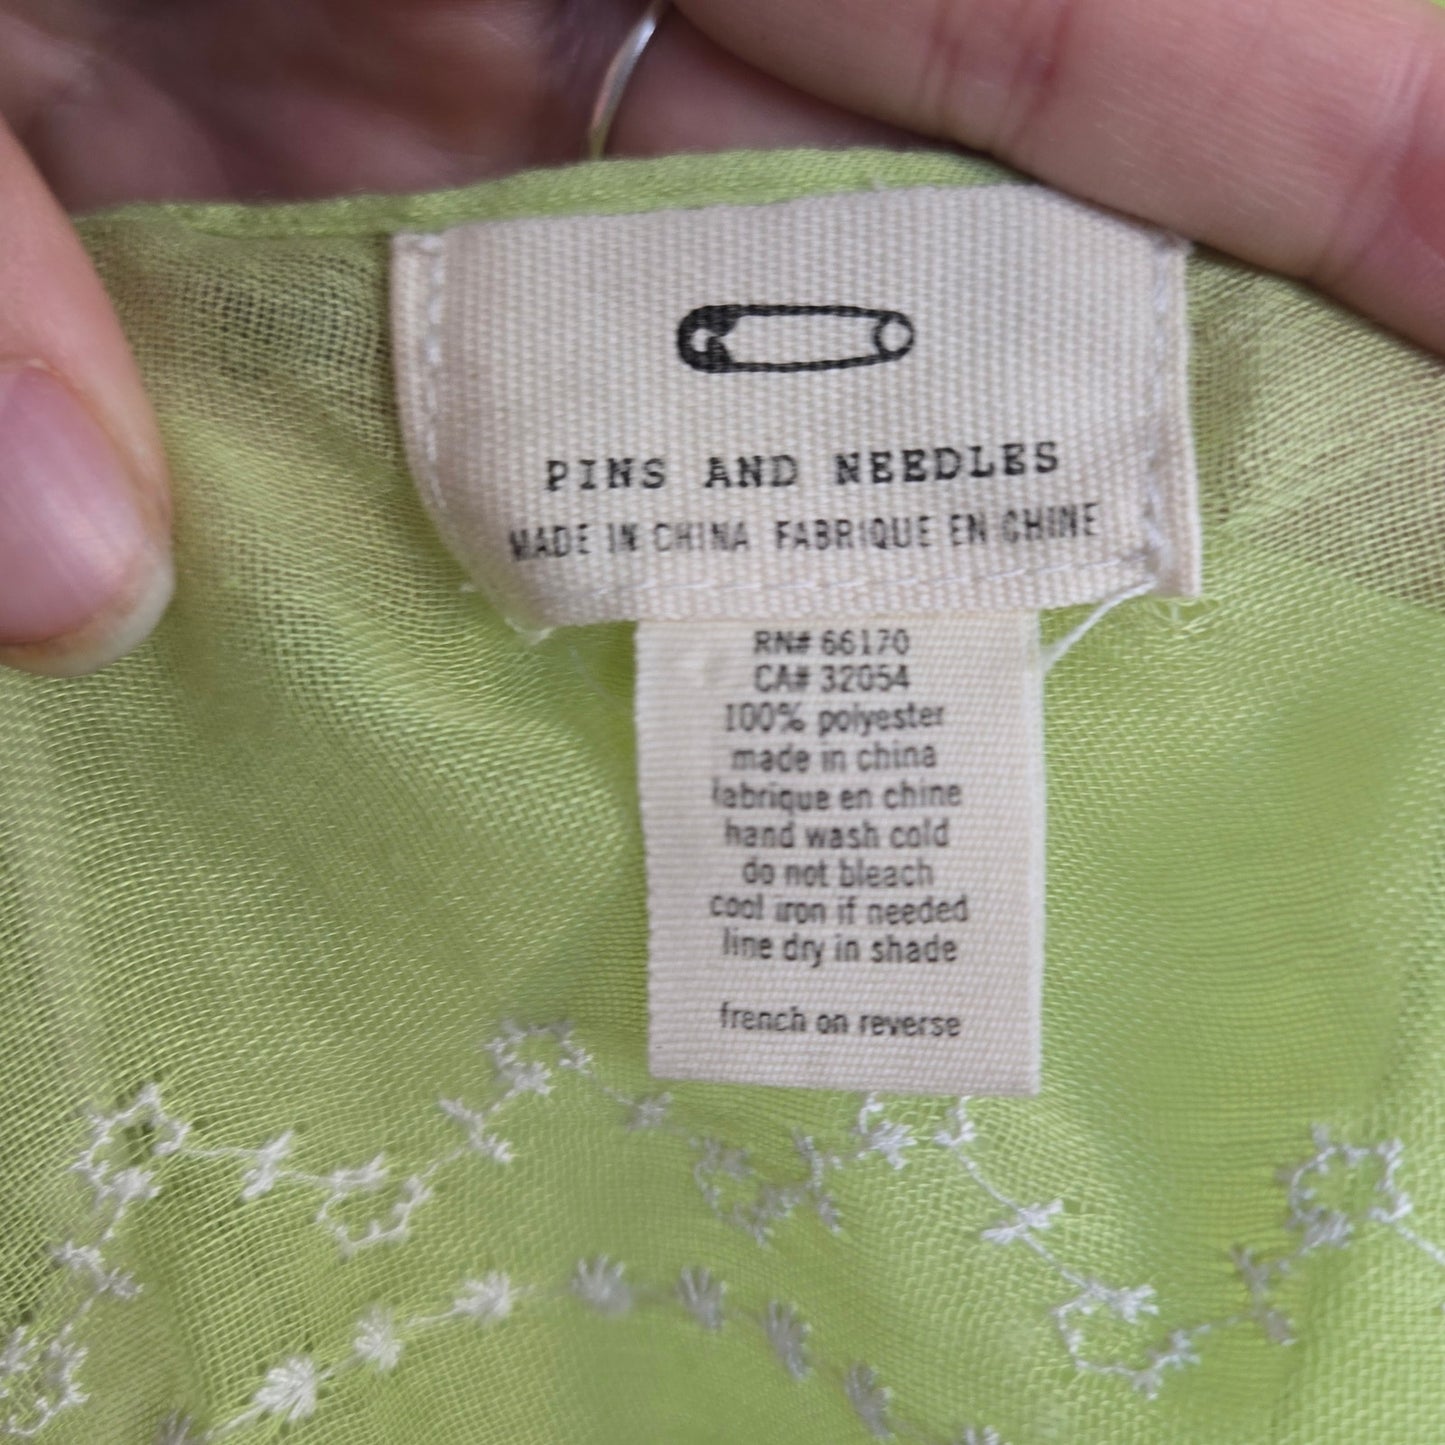 PINS AND NEEDLES
MADE IN CHINA FABRIQUE EN CHINE
RN# 66170
CA# 32054
100% polyester
made in china
fabrique en chine
hand wash cold
do not bleach
cool iron if needed
line dry in shade
french on reverse